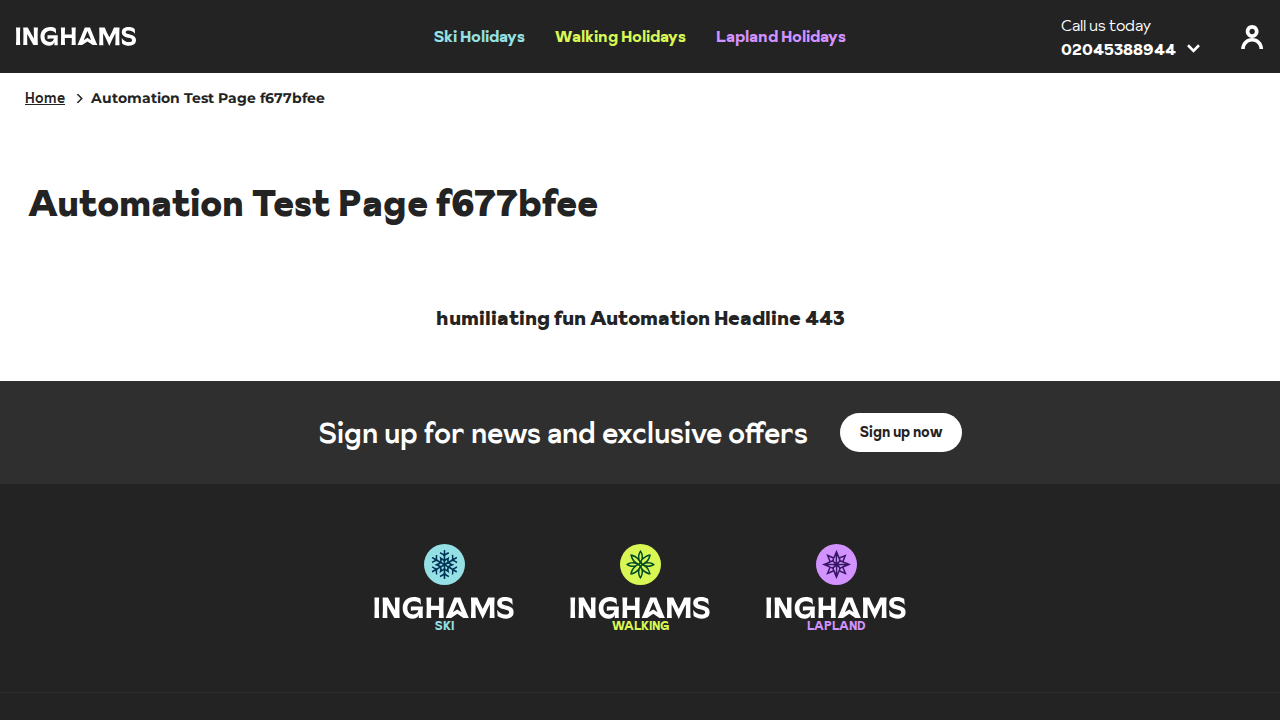 INGHAMS
Ski Holidays
Walking Holidays
Lapland Holidays
Call us today
02045388944
Home
Automation Test Page f677bfee
Automation Test Page f677bfee
humiliating fun Automation Headline 443
Sign up for news and exclusive offers
Sign up now
INGHAMS
SKI
INGHAMS
WALKING
INGHAMS
LAPLAND